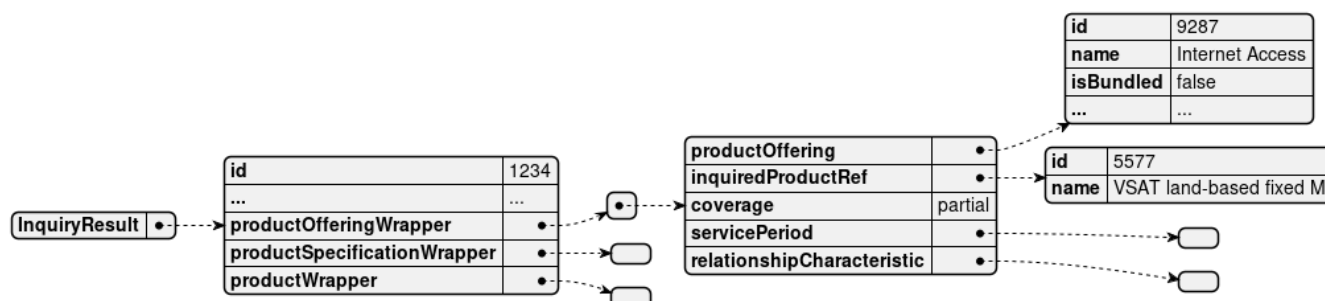 InquiryResult
id 1234
... ...
productOfferingWrapper
productSpecificationWrapper
productWrapper
productOffering
inquiredProductRef
coverage partial
servicePeriod
relationshipCharacteristic
id 9287
name Internet Access
isBundled false
... ...
id 5577
name VSAT land-based fixed M